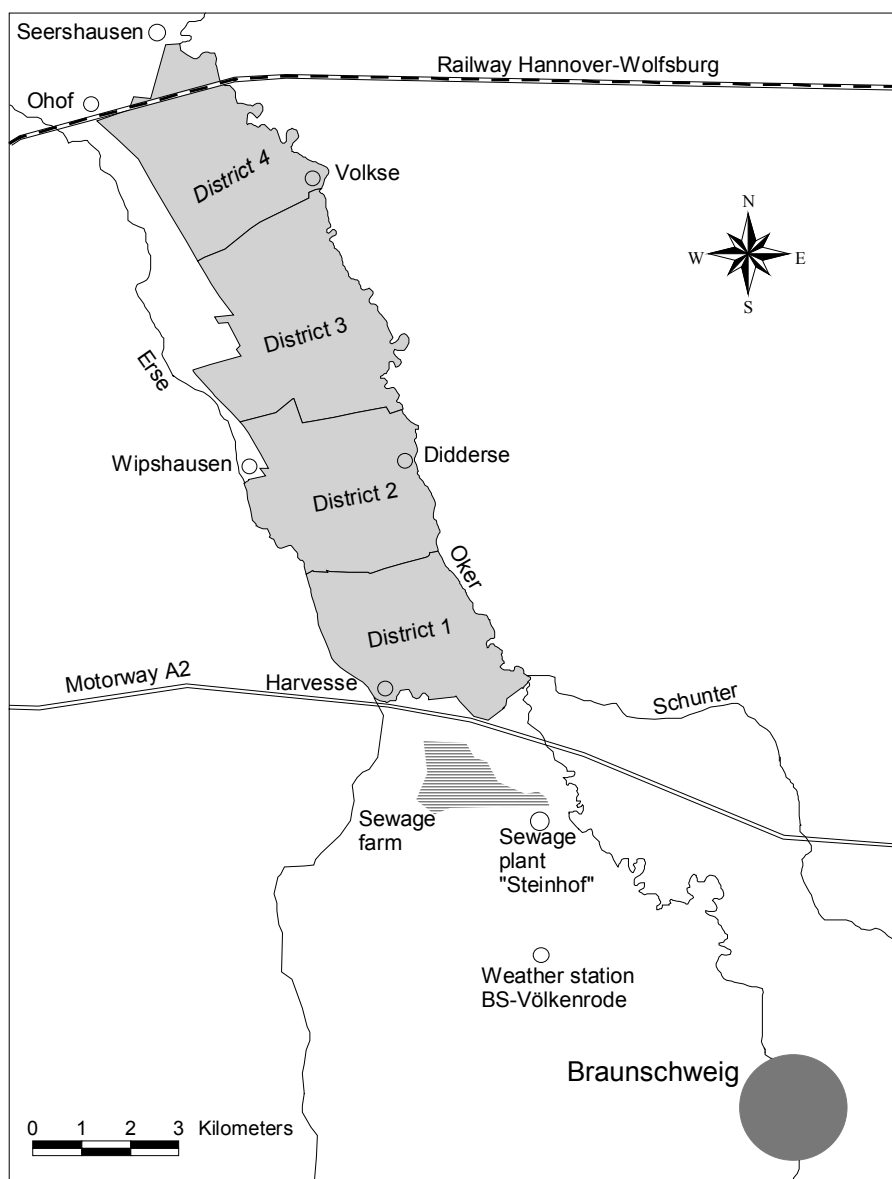 Seershausen
Railway Hannover-Wolfsburg
Ohof
District 4
Volkse
N
W
E
S
District 3
Erse
Wipshausen
Didderse
District 2
Oker
District 1
Motorway A2
Harvesse
Schunter
Sewage
farm
Sewage
plant
"Steinhof"
Weather station
BS-Völkenrode
Braunschweig
0 1 2 3 Kilometers